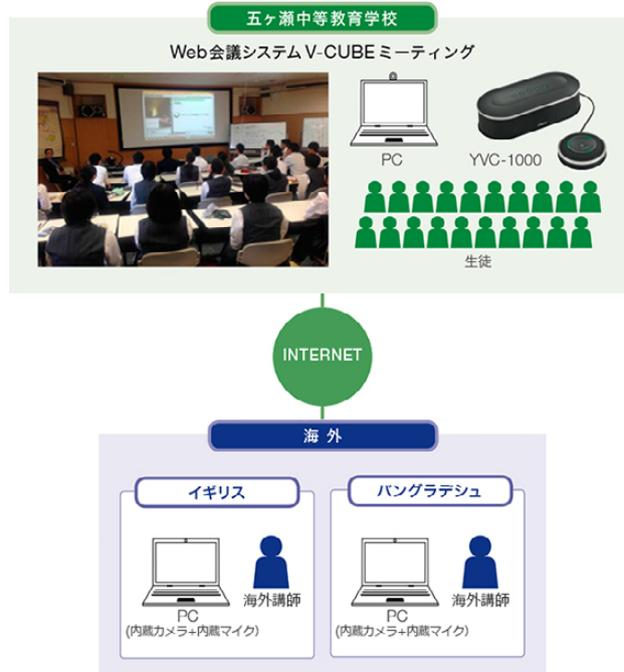 五ヶ瀬中等教育学校
Web会議システム V-CUBE ミーティング
PC
YVC-1000
生徒
INTERNET
海外
イギリス
バングラデシュ
PC
(内蔵カメラ+内蔵マイク)
海外講師
PC
(内蔵カメラ+内蔵マイク)
海外講師